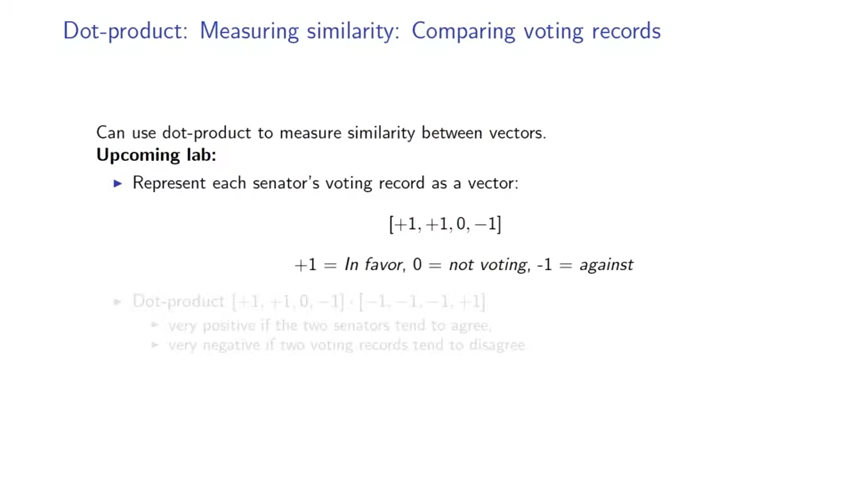 Dot-product: Measuring similarity: Comparing voting records
Can use dot-product to measure similarity between vectors.
Upcoming lab:
▶ Represent each senator's voting record as a vector:
[+1, +1, 0, −1]
+1 = In favor, 0 = not voting, -1 = against
▶ Dot-product [+1, +1, 0, −1] · [−1, −1, −1, +1]
▶ very positive if the two senators tend to agree,
▶ very negative if two voting records tend to disagree.